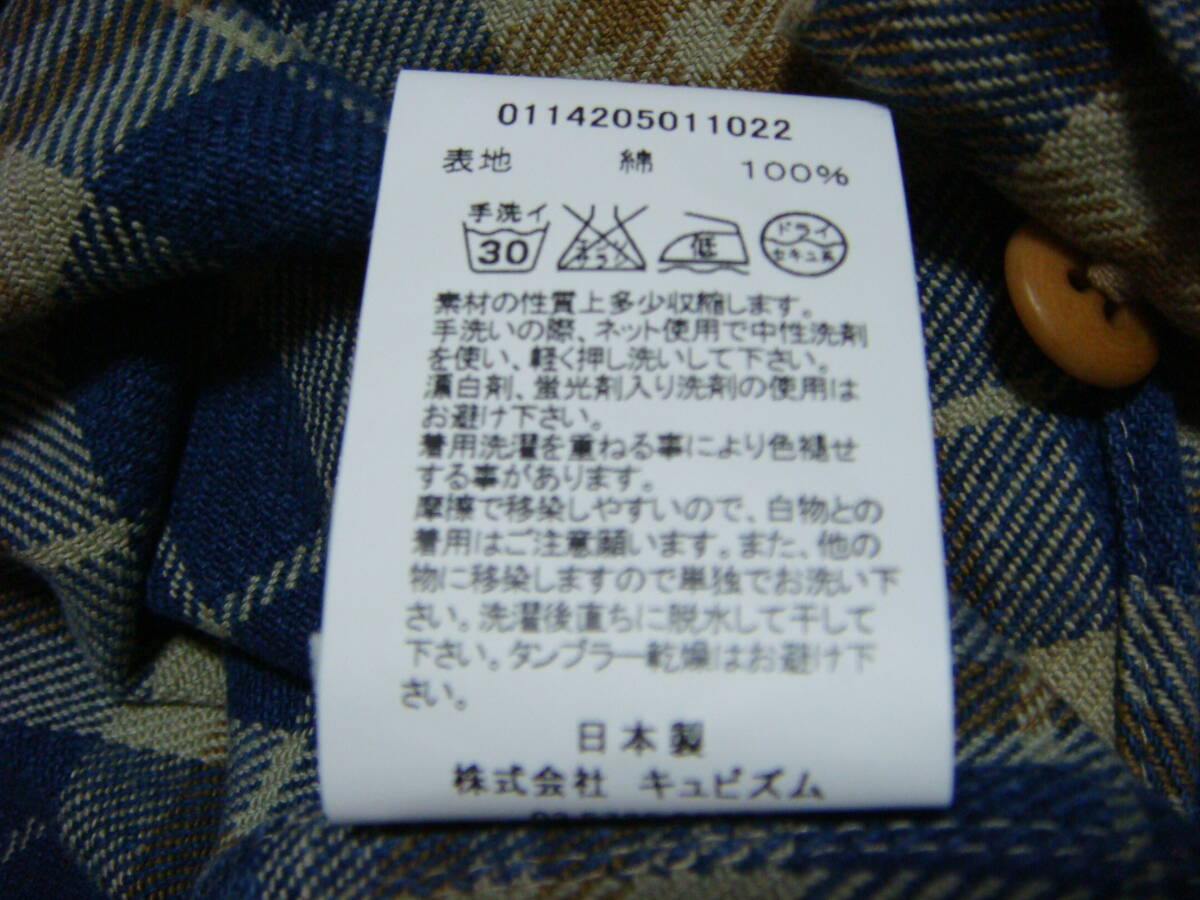 0114205011022
表地 綿 100%
手洗イ
30 低 ドライ
セキユ系
素材の性質上多少収縮します。
手洗いの際、ネット使用で中性洗剤
を使い、軽く押し洗いして下さい。
漂白剤、蛍光剤入り洗剤の使用は
お避け下さい。
着用洗濯を重ねる事により色褪せ
する事があります。
摩擦で移染しやすいので、白物との
着用はご注意願います。また、他の
物に移染しますので単独でお洗い下
さい。洗濯後直ちに脱水して干して
下さい。タンブラー乾燥はお避け下
さい。
日本製
株式会社 キュビズム